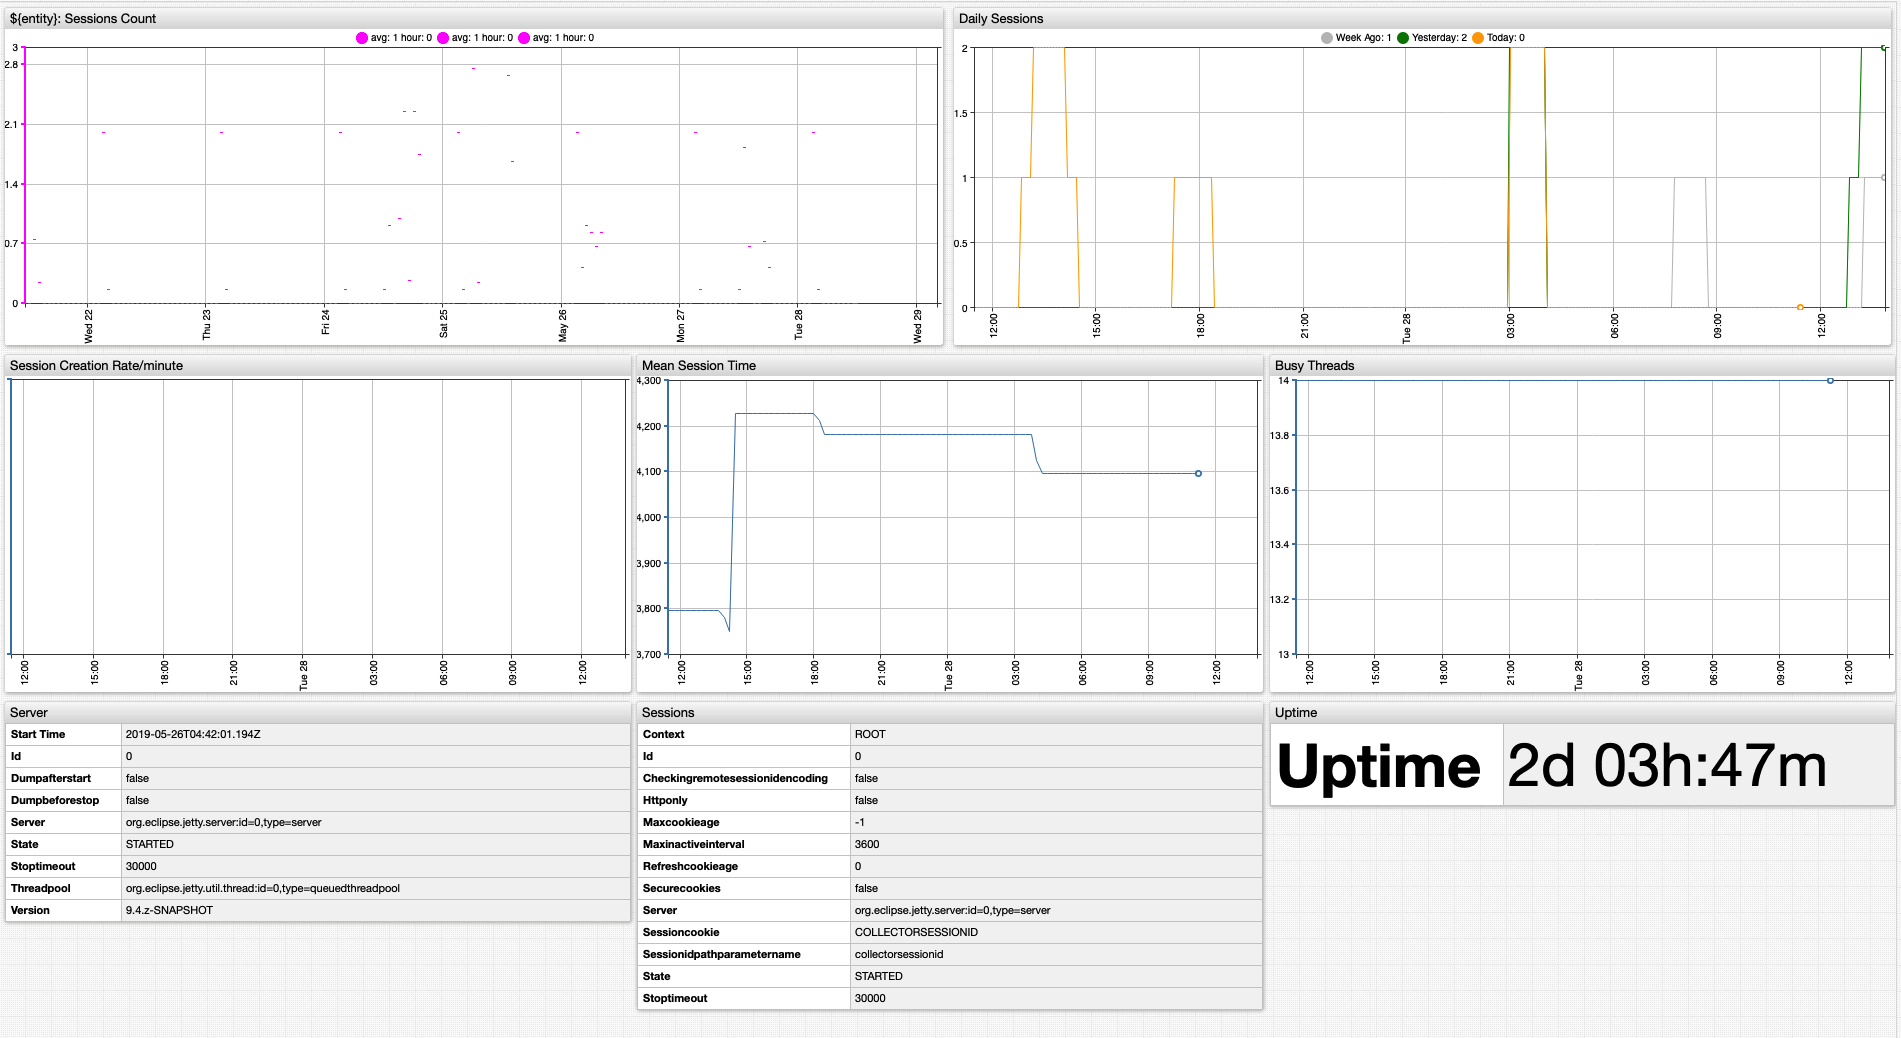 ${entity}: Sessions Count
avg: 1 hour: 0 avg: 1 hour: 0 avg: 1 hour: 0
3
2.8
2.1
1.4
0.7
0
Wed 22 Thu 23 Fri 24 Sat 25 May 26 Mon 27 Tue 28 Wed 29
Daily Sessions
Week Ago: 1 Yesterday: 2 Today: 0
2
1.5
1
0.5
0
12:00 15:00 18:00 21:00 Tue 28 03:00 06:00 09:00 12:00
Session Creation Rate/minute
12:00 15:00 18:00 21:00 Tue 28 03:00 06:00 09:00 12:00
Mean Session Time
4,300
4,200
4,100
4,000
3,900
3,800
3,700
12:00 15:00 18:00 21:00 Tue 28 03:00 06:00 09:00 12:00
Busy Threads
14
13.8
13.6
13.4
13.2
13
12:00 15:00 18:00 21:00 Tue 28 03:00 06:00 09:00 12:00
Server
Start Time 2019-05-26T04:42:01.194Z
Id 0
Dumpafterstart false
Dumpbeforestop false
Server org.eclipse.jetty.server:id=0,type=server
State STARTED
Stoptimeout 30000
Threadpool org.eclipse.jetty.util.thread:id=0,type=queuedthreadpool
Version 9.4.z-SNAPSHOT
Sessions
Context ROOT
Id 0
Checkingremotesessionidencoding false
Httponly false
Maxcookieage -1
Maxinactiveinterval 3600
Refreshcookieage 0
Securecookies false
Server org.eclipse.jetty.server:id=0,type=server
Sessioncookie COLLECTORSESSIONID
Sessionidpathparametername collectorsessionid
State STARTED
Stoptimeout 30000
Uptime
Uptime 2d 03h:47m